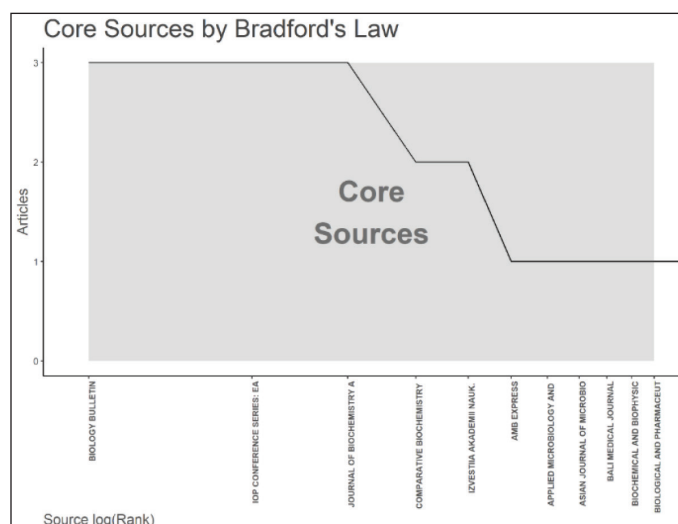 Core Sources by Bradford's Law
3
2
1
0
Articles
Core
Sources
BIOLOGY BULLETIN
IOP CONFERENCE SERIES: EA
JOURNAL OF BIOCHEMISTRY A
COMPARATIVE BIOCHEMISTRY
IZVESTIIA AKADEMII NAUK.
AMB EXPRESS
APPLIED MICROBIOLOGY AND
ASIAN JOURNAL OF MICROBIO
BALI MEDICAL JOURNAL
BIOCHEMICAL AND BIOPHYSIC
BIOLOGICAL AND PHARMACEUT
Source log(Rank)